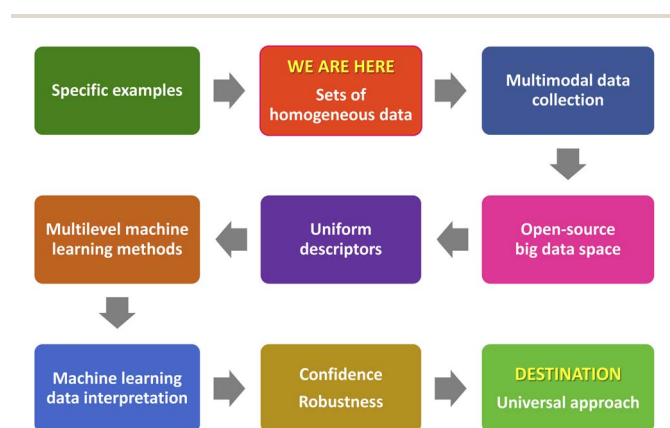 Specific examples
WE ARE HERE
Sets of
homogeneous data
Multimodal data
collection
Open-source
big data space
Uniform
descriptors
Multilevel machine
learning methods
Machine learning
data interpretation
Confidence
Robustness
DESTINATION
Universal approach